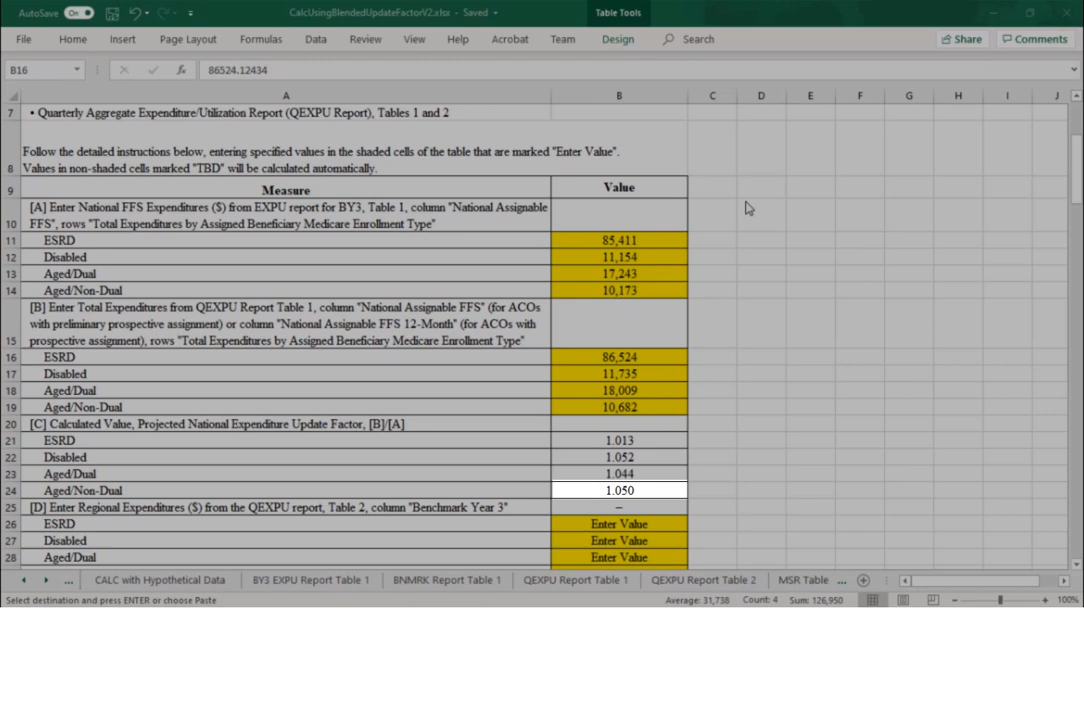 AutoSave On CalcUsingBlendedUpdateFactorV2.xlsx - Saved Table Tools
File Home Insert Page Layout Formulas Data Review View Help Acrobat Team Design Search Share Comments
B16 fx 86524.12434
A B C D E F G H I J
7 • Quarterly Aggregate Expenditure/Utilization Report (QEXPU Report), Tables 1 and 2
Follow the detailed instructions below, entering specified values in the shaded cells of the table that are marked "Enter Value".
8 Values in non-shaded cells marked "TBD" will be calculated automatically.
9 Measure Value
[A] Enter National FFS Expenditures ($) from EXPU report for BY3, Table 1, column "National Assignable
10 FFS", rows "Total Expenditures by Assigned Beneficiary Medicare Enrollment Type"
11 ESRD 85,411
12 Disabled 11,154
13 Aged/Dual 17,243
14 Aged/Non-Dual 10,173
[B] Enter Total Expenditures from QEXPU Report Table 1, column "National Assignable FFS" (for ACOs
with preliminary prospective assignment) or column "National Assignable FFS 12-Month" (for ACOs with
15 prospective assignment), rows "Total Expenditures by Assigned Beneficiary Medicare Enrollment Type"
16 ESRD 86,524
17 Disabled 11,735
18 Aged/Dual 18,009
19 Aged/Non-Dual 10,682
20 [C] Calculated Value, Projected National Expenditure Update Factor, [B]/[A]
21 ESRD 1.013
22 Disabled 1.052
23 Aged/Dual 1.044
24 Aged/Non-Dual 1.050
25 [D] Enter Regional Expenditures ($) from the QEXPU report, Table 2, column "Benchmark Year 3" –
26 ESRD Enter Value
27 Disabled Enter Value
28 Aged/Dual Enter Value
... CALC with Hypothetical Data BY3 EXPU Report Table 1 BNMRK Report Table 1 QEXPU Report Table 1 QEXPU Report Table 2 MSR Table ...
Select destination and press ENTER or choose Paste Average: 31,738 Count: 4 Sum: 126,950 100%